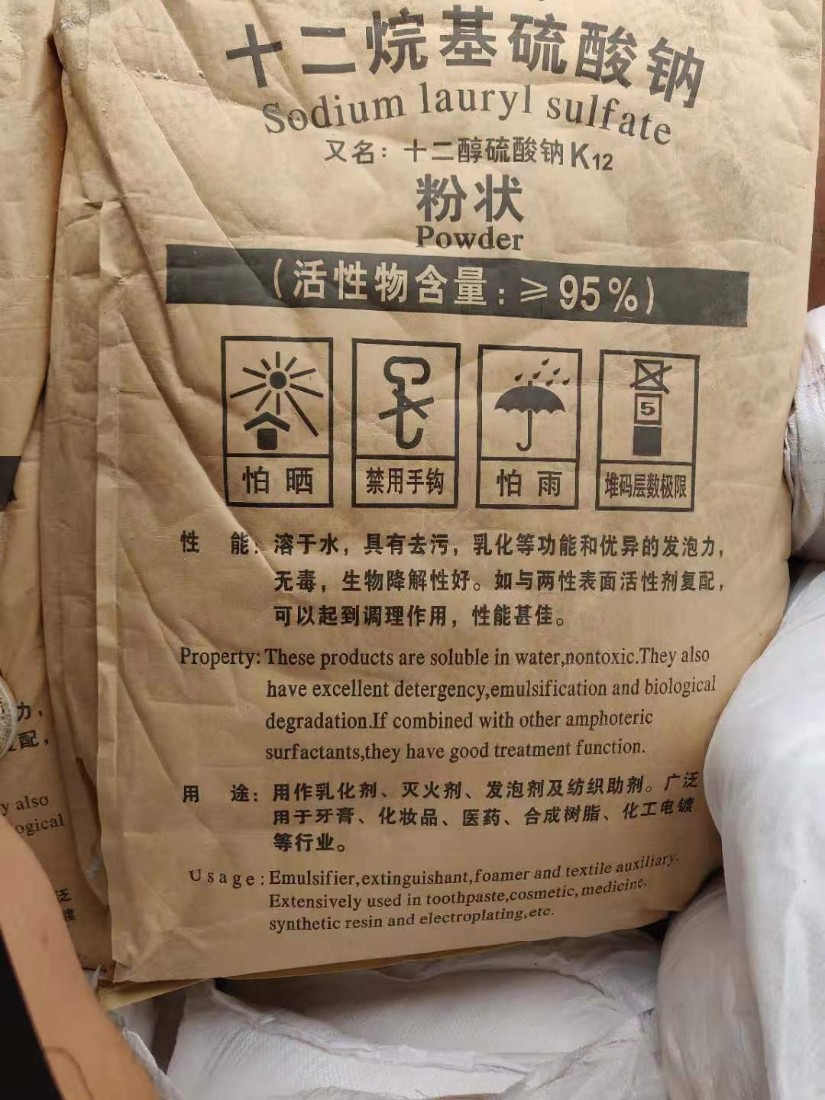 十二烷基硫酸钠
Sodium lauryl sulfate
又名：十二醇硫酸钠K12
粉状
Powder
（活性物含量：≥95%）
5
怕晒
禁用手钩
怕雨
堆码层数极限
性 能：溶于水，具有去污，乳化等功能和优异的发泡力，
无毒，生物降解性好。如与两性表面活性剂复配，
可以起到调理作用，性能甚佳。
Property:These products are soluble in water,nontoxic.They also
have excellent detergency,emulsification and biological
degradation.If combined with other amphoteric
surfactants,they have good treatment function.
用 途：用作乳化剂、灭火剂、发泡剂及纺织助剂。广泛
用于牙膏、化妆品、医药、合成树脂、化工电镀
等行业。
Usage:Emulsifier,extinguishant,foamer and textile auxiliary.
Extensively used in toothpaste,cosmetic,medicine,
synthetic resin and electroplating,etc.
力，
配，
y also
ogical
泛
镀